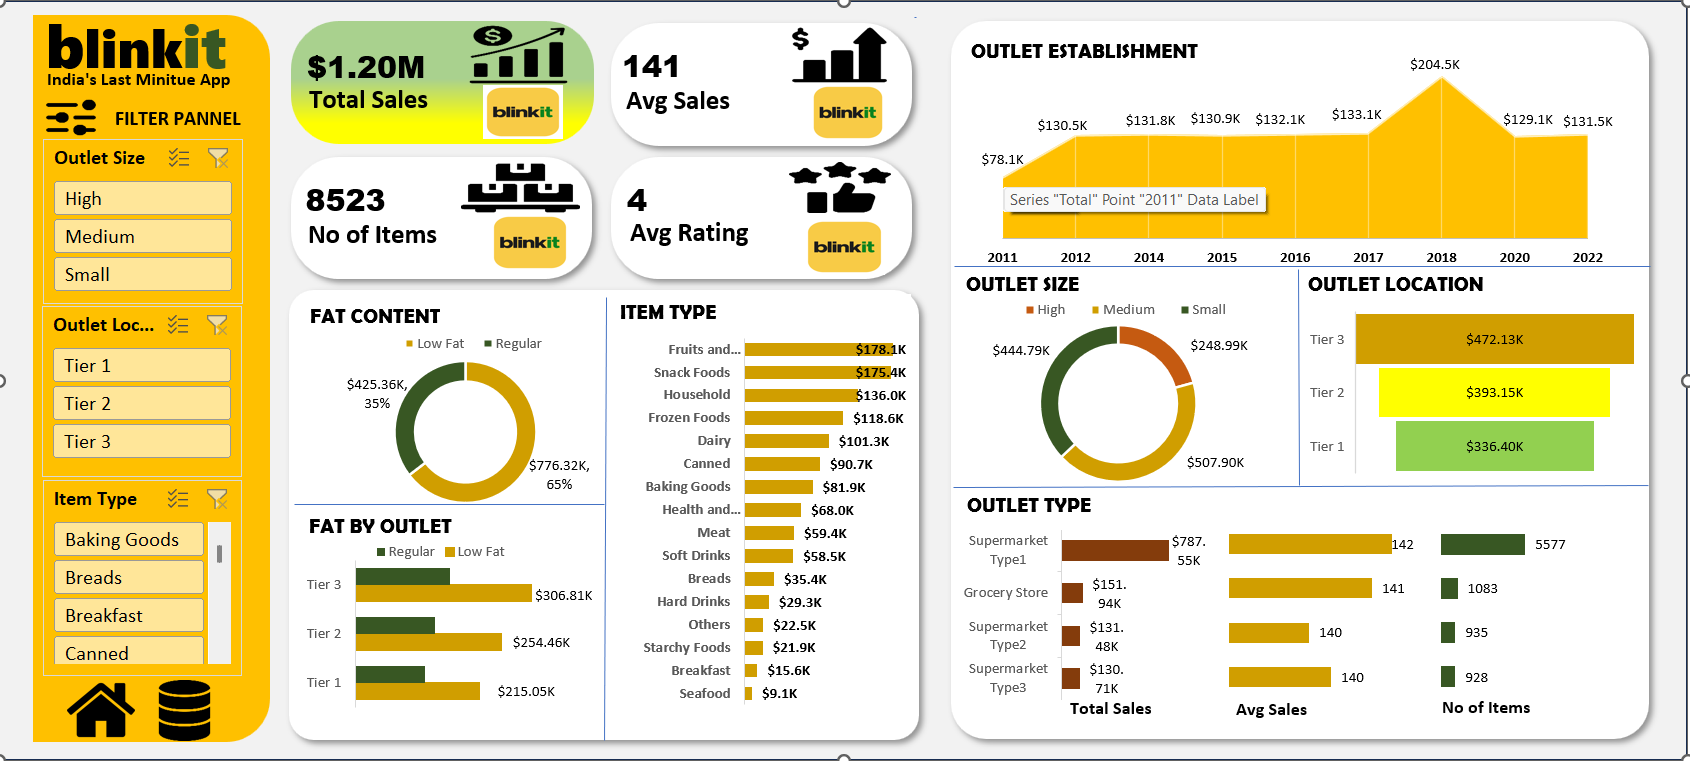 blinkit
India's Last Minitue App
FILTER PANNEL
Outlet Size
High
Medium
Small
Outlet Loc...
Tier 1
Tier 2
Tier 3
Item Type
Baking Goods
Breads
Breakfast
Canned
$1.20M
Total Sales
$
blinkit
141
Avg Sales
$
blinkit
8523
No of Items
blinkit
4
Avg Rating
blinkit
FAT CONTENT
Low Fat
Regular
$425.36K,
35%
$776.32K,
65%
FAT BY OUTLET
Regular
Low Fat
Tier 3
$306.81K
Tier 2
$254.46K
Tier 1
$215.05K
ITEM TYPE
Fruits and... $178.1K
Snack Foods $175.4K
Household $136.0K
Frozen Foods $118.6K
Dairy $101.3K
Canned $90.7K
Baking Goods $81.9K
Health and... $68.0K
Meat $59.4K
Soft Drinks $58.5K
Breads $35.4K
Hard Drinks $29.3K
Others $22.5K
Starchy Foods $21.9K
Breakfast $15.6K
Seafood $9.1K
OUTLET ESTABLISHMENT
$78.1K $130.5K $131.8K $130.9K $132.1K $133.1K $204.5K $129.1K $131.5K
Series "Total" Point "2011" Data Label
2011 2012 2014 2015 2016 2017 2018 2020 2022
OUTLET SIZE
High Medium Small
$444.79K
$248.99K
$507.90K
OUTLET LOCATION
Tier 3 $472.13K
Tier 2 $393.15K
Tier 1 $336.40K
OUTLET TYPE
Supermarket
Type1
$787.
55K
142
5577
Grocery Store
$151.
94K
141
1083
Supermarket
Type2
$131.
48K
140
935
Supermarket
Type3
$130.
71K
140
928
Total Sales
Avg Sales
No of Items